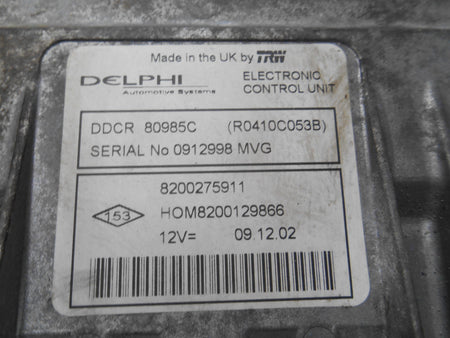 Made in the UK by TRW
DELPHI
Automotive Systems
ELECTRONIC
CONTROL UNIT
DDCR 80985C (R0410C053B)
SERIAL No 0912998 MVG
8200275911
153
HOM8200129866
12V= 09.12.02